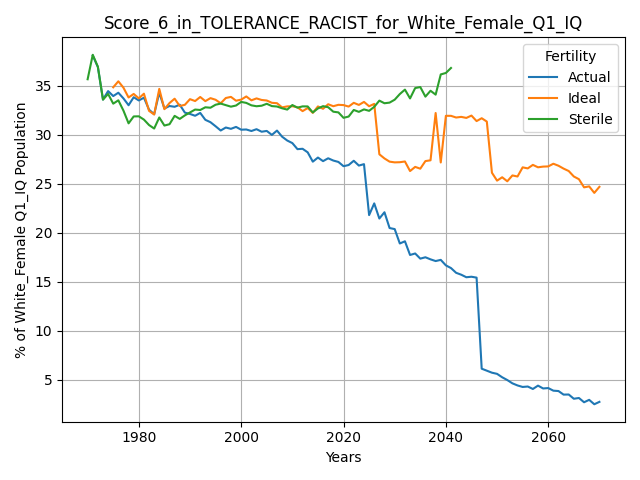 Score_6_in_TOLERANCE_RACIST_for_White_Female_Q1_IQ
% of White_Female Q1_IQ Population
35
30
25
20
15
10
5
Fertility
Actual
Ideal
Sterile
1980 2000 2020 2040 2060
Years